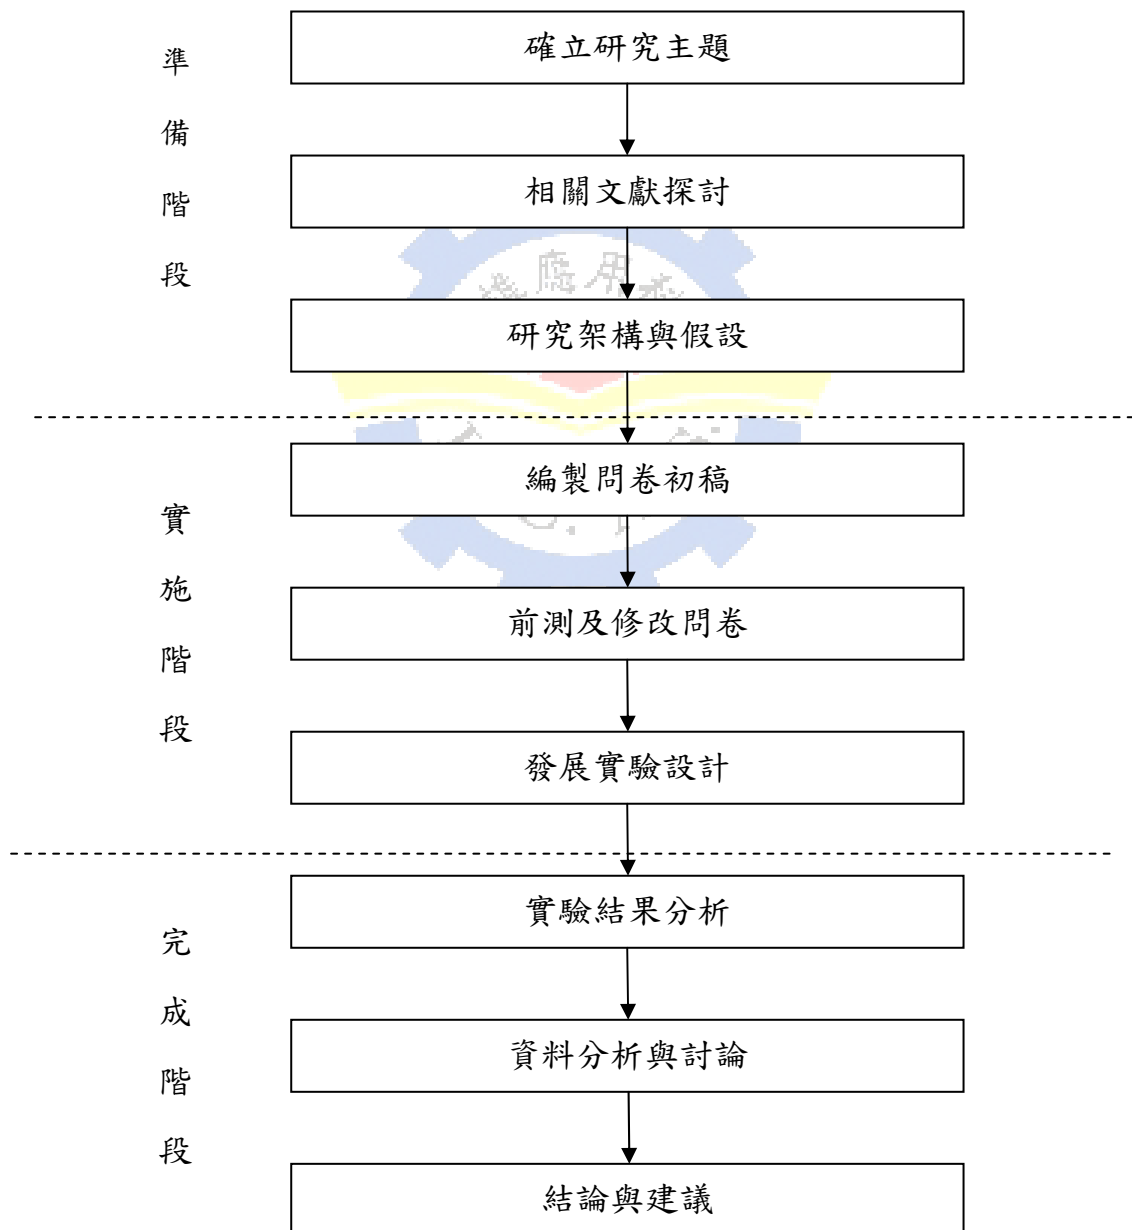 準備階段
確立研究主題
相關文獻探討
研究架構與假設
實施階段
編製問卷初稿
前測及修改問卷
發展實驗設計
完成階段
實驗結果分析
資料分析與討論
結論與建議